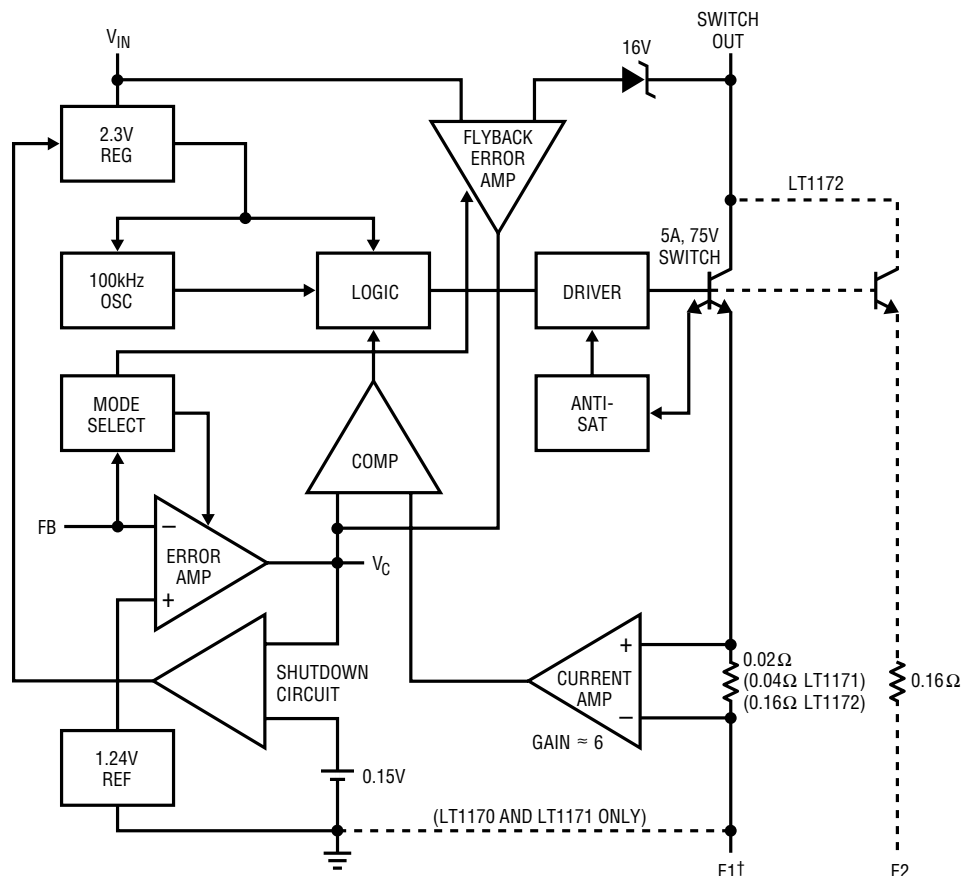 V_IN
SWITCH
OUT
16V
2.3V
REG
FLYBACK
ERROR
AMP
LT1172
5A, 75V
SWITCH
100kHz
OSC
LOGIC
DRIVER
MODE
SELECT
ANTI-
SAT
COMP
FB
–
ERROR
AMP
+
V_C
SHUTDOWN
CIRCUIT
+
CURRENT
AMP
–
GAIN ≈ 6
0.02Ω
(0.04Ω LT1171)
(0.16Ω LT1172)
0.16Ω
1.24V
REF
0.15V
(LT1170 AND LT1171 ONLY)
E1†
E2